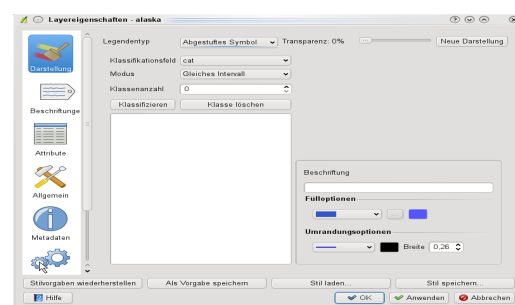 Layereigenschaften - alaska
Darstellung
Beschriftunge
Attribute
Allgemein
Metadaten
Legendentyp Abgestuftes Symbol Transparenz: 0% Neue Darstellung
Klassifikationsfeld cat
Modus Gleiches Intervall
Klassenanzahl 0
Klassifizieren Klasse löschen
Beschriftung
Fülloptionen
Umrandungsoptionen
Breite 0,26
Stilvorgaben wiederherstellen Als Vorgabe speichern Stil laden... Stil speichern...
Hilfe OK Anwenden Abbrechen